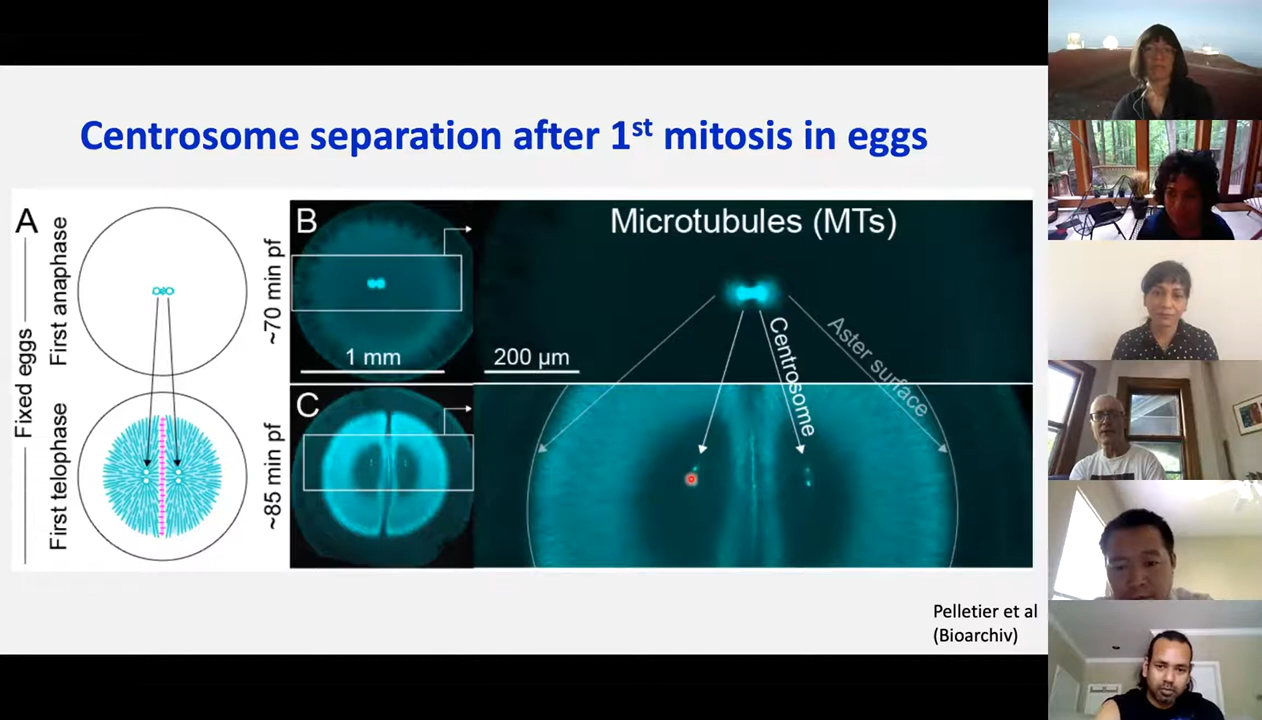 Centrosome separation after 1st mitosis in eggs
A
Fixed eggs
First anaphase
First telophase
~70 min pf
~85 min pf
B
1 mm
C
Microtubules (MTs)
200 μm
Centrosome
Aster surface
Pelletier et al
(Bioarchiv)